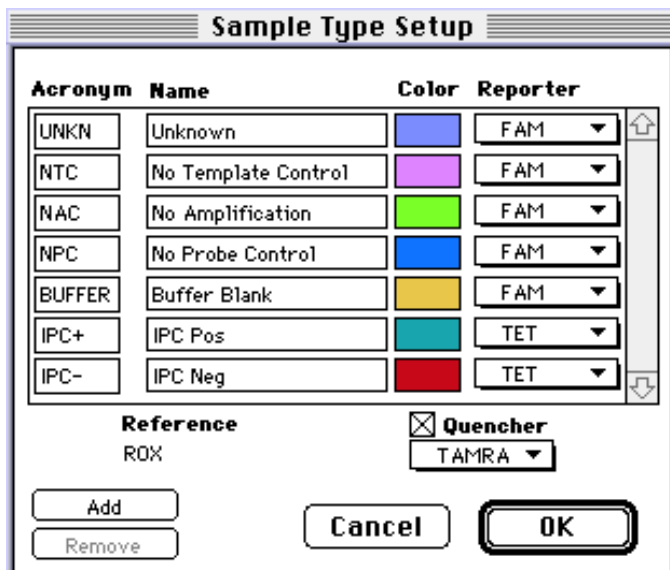 Sample Type Setup
Acronym Name Color Reporter
UNKN Unknown FAM
NTC No Template Control FAM
NAC No Amplification FAM
NPC No Probe Control FAM
BUFFER Buffer Blank FAM
IPC+ IPC Pos TET
IPC- IPC Neg TET
Reference Quencher
ROX TAMRA
Add
Cancel OK
Remove